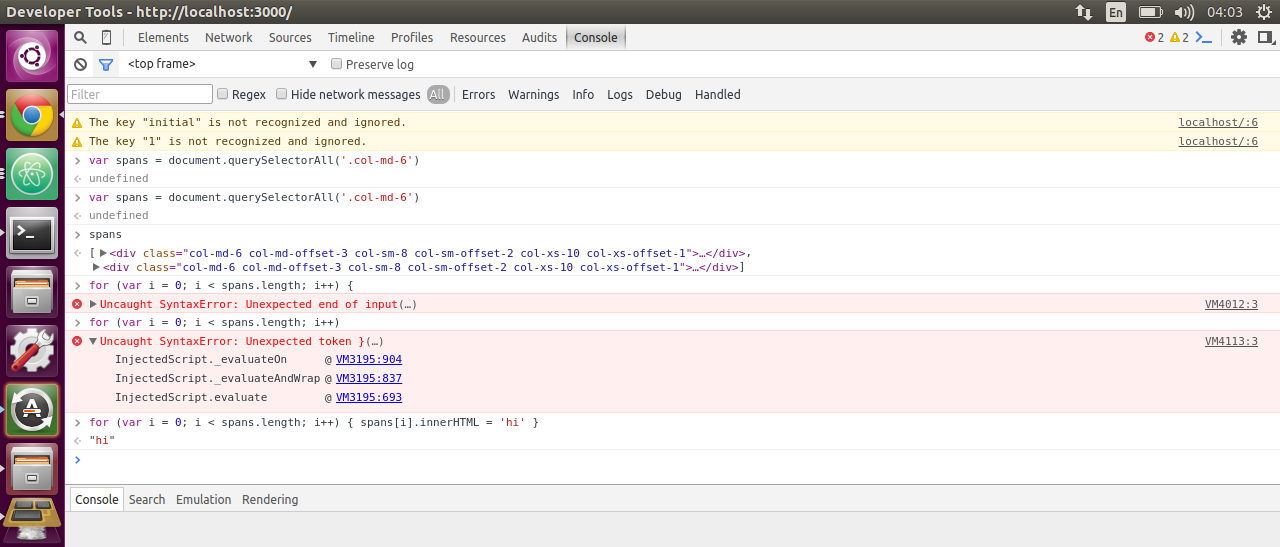 Developer Tools - http://localhost:3000/ En 04:03
Elements Network Sources Timeline Profiles Resources Audits Console 2 2
<top frame> Preserve log
Filter Regex Hide network messages All Errors Warnings Info Logs Debug Handled
The key "initial" is not recognized and ignored. localhost/:6
The key "1" is not recognized and ignored. localhost/:6
var spans = document.querySelectorAll('.col-md-6')
undefined
var spans = document.querySelectorAll('.col-md-6')
undefined
spans
[ <div class="col-md-6 col-md-offset-3 col-sm-8 col-sm-offset-2 col-xs-10 col-xs-offset-1">…</div>,
<div class="col-md-6 col-md-offset-3 col-sm-8 col-sm-offset-2 col-xs-10 col-xs-offset-1">…</div>]
for (var i = 0; i < spans.length; i++) {
Uncaught SyntaxError: Unexpected end of input(…) VM4012:3
for (var i = 0; i < spans.length; i++)
Uncaught SyntaxError: Unexpected token }(…) VM4113:3
InjectedScript._evaluateOn @ VM3195:904
InjectedScript._evaluateAndWrap @ VM3195:837
InjectedScript.evaluate @ VM3195:693
for (var i = 0; i < spans.length; i++) { spans[i].innerHTML = 'hi' }
"hi"
Console Search Emulation Rendering